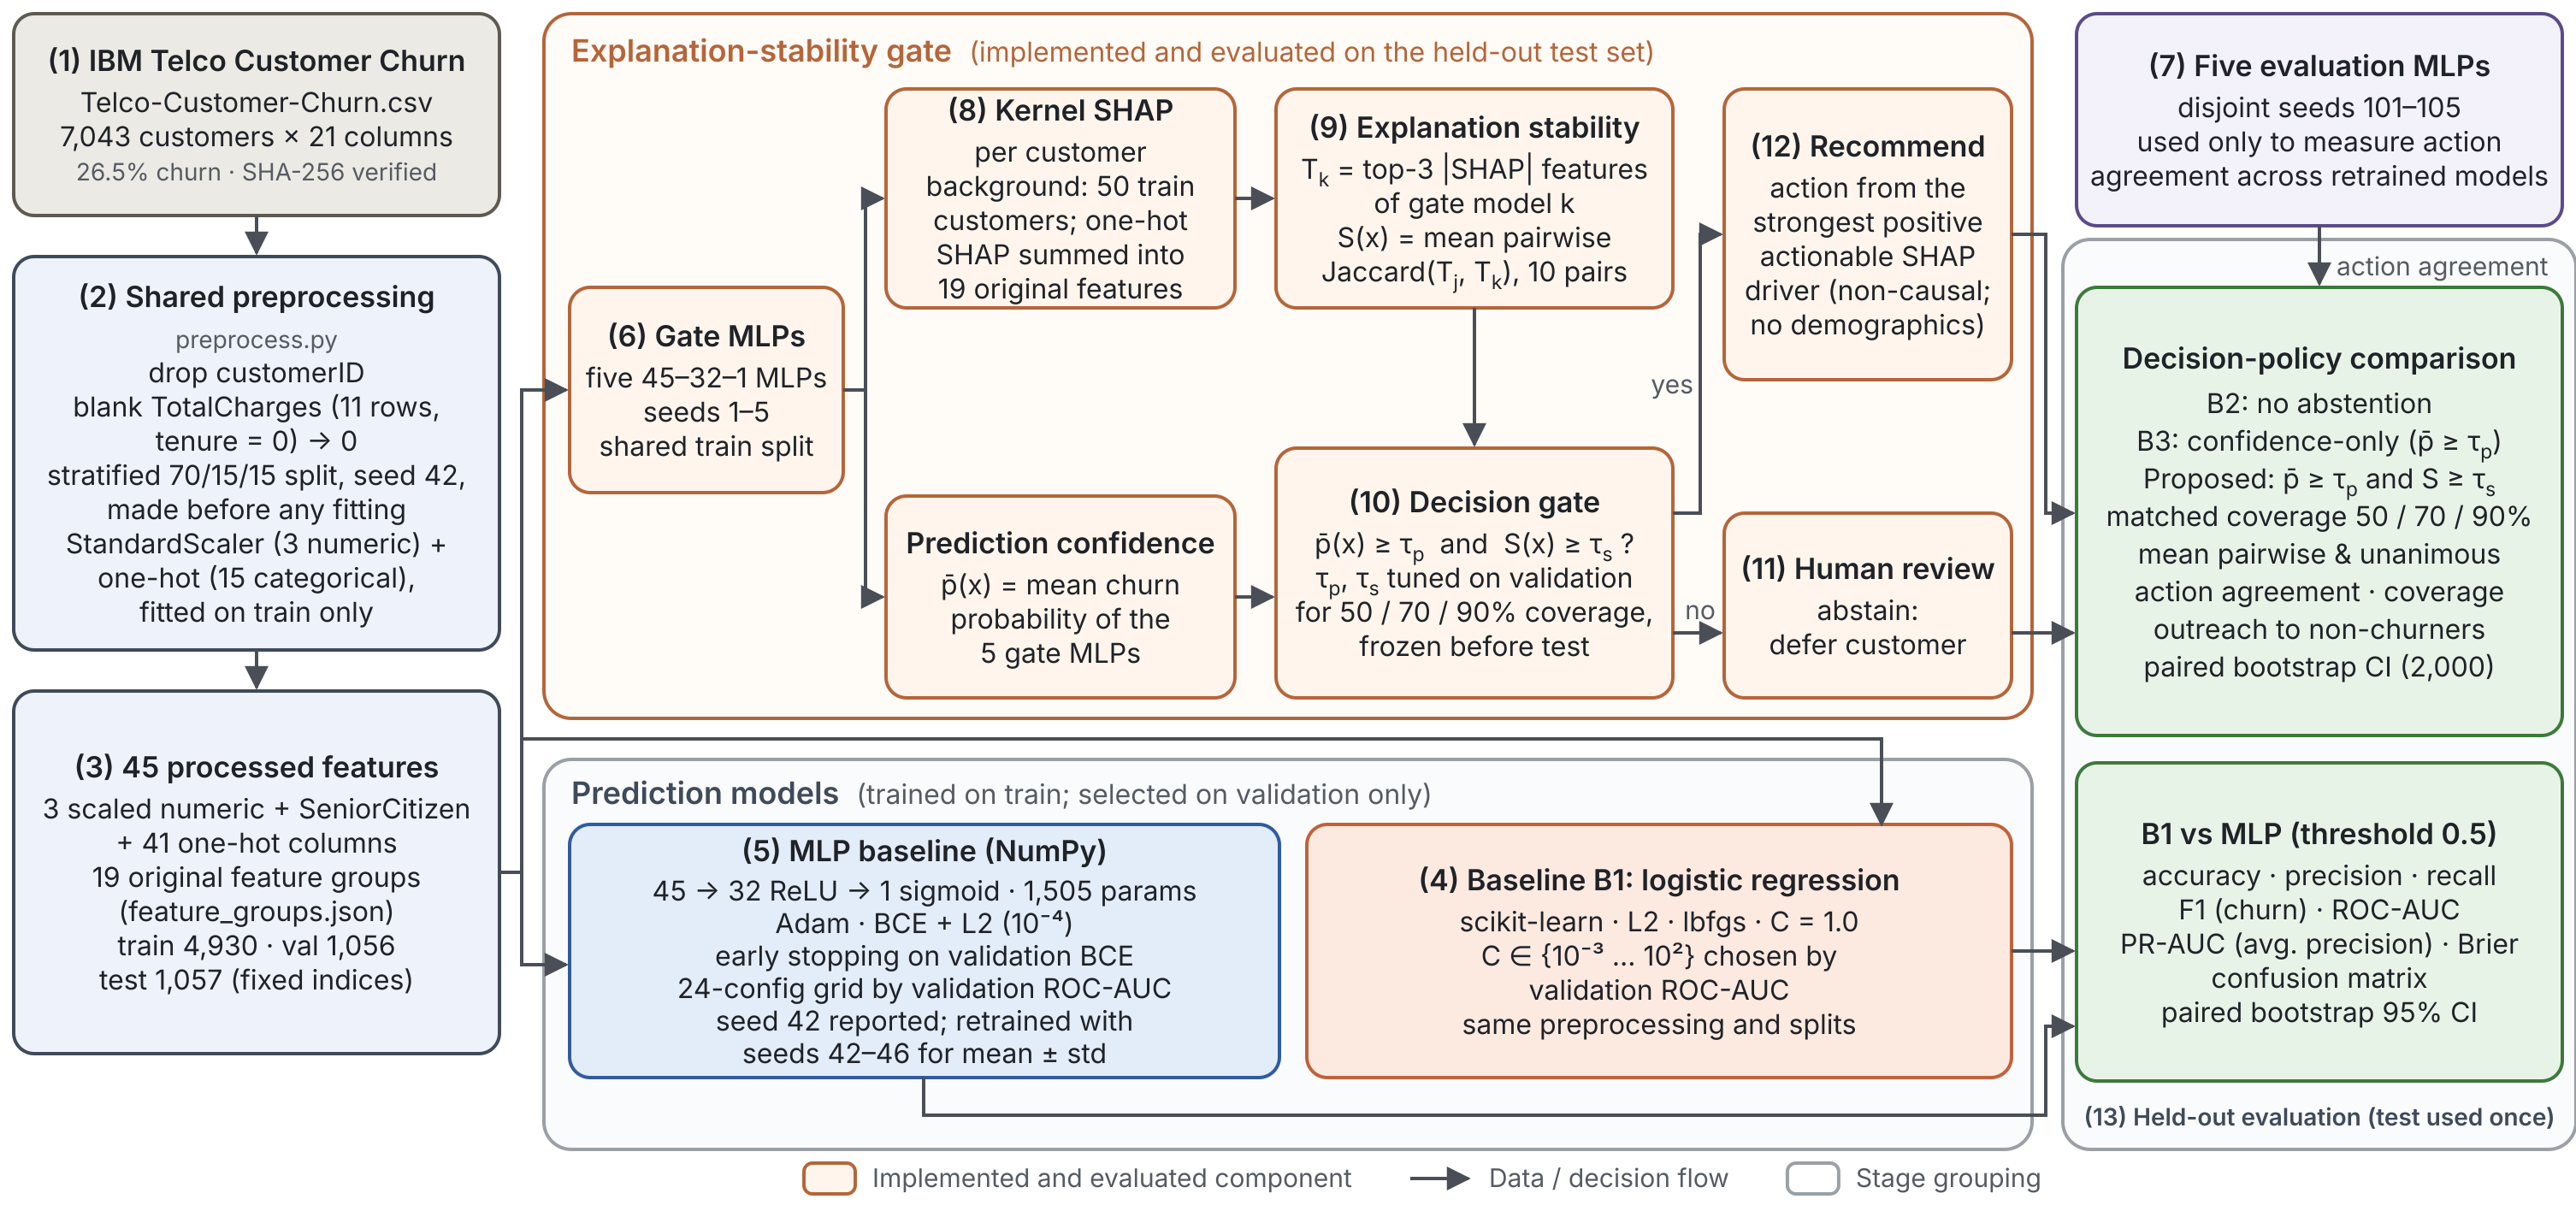 (1) IBM Telco Customer Churn
Telco-Customer-Churn.csv
7,043 customers × 21 columns
26.5% churn · SHA-256 verified
(2) Shared preprocessing
preprocess.py
drop customerID
blank TotalCharges (11 rows,
tenure = 0) → 0
stratified 70/15/15 split, seed 42,
made before any fitting
StandardScaler (3 numeric) +
one-hot (15 categorical),
fitted on train only
(3) 45 processed features
3 scaled numeric + SeniorCitizen
+ 41 one-hot columns
19 original feature groups
(feature_groups.json)
train 4,930 · val 1,056
test 1,057 (fixed indices)
Explanation-stability gate (implemented and evaluated on the held-out test set)
(6) Gate MLPs
five 45–32–1 MLPs
seeds 1–5
shared train split
(8) Kernel SHAP
per customer
background: 50 train
customers; one-hot
SHAP summed into
19 original features
(9) Explanation stability
Tk = top-3 |SHAP| features
of gate model k
S(x) = mean pairwise
Jaccard(Tj, Tk), 10 pairs
(12) Recommend
action from the
strongest positive
actionable SHAP
driver (non-causal;
no demographics)
Prediction confidence
p̄(x) = mean churn
probability of the
5 gate MLPs
(10) Decision gate
p̄(x) ≥ τp and S(x) ≥ τs ?
τp, τs tuned on validation
for 50 / 70 / 90% coverage,
frozen before test
yes
no
(11) Human review
abstain:
defer customer
Prediction models (trained on train; selected on validation only)
(5) MLP baseline (NumPy)
45 → 32 ReLU → 1 sigmoid · 1,505 params
Adam · BCE + L2 (10⁻⁴)
early stopping on validation BCE
24-config grid by validation ROC-AUC
seed 42 reported; retrained with
seeds 42–46 for mean ± std
(4) Baseline B1: logistic regression
scikit-learn · L2 · lbfgs · C = 1.0
C ∈ {10⁻³ … 10²} chosen by
validation ROC-AUC
same preprocessing and splits
(7) Five evaluation MLPs
disjoint seeds 101–105
used only to measure action
agreement across retrained models
action agreement
Decision-policy comparison
B2: no abstention
B3: confidence-only (p̄ ≥ τp)
Proposed: p̄ ≥ τp and S ≥ τs
matched coverage 50 / 70 / 90%
mean pairwise & unanimous
action agreement · coverage
outreach to non-churners
paired bootstrap CI (2,000)
B1 vs MLP (threshold 0.5)
accuracy · precision · recall
F1 (churn) · ROC-AUC
PR-AUC (avg. precision) · Brier
confusion matrix
paired bootstrap 95% CI
(13) Held-out evaluation (test used once)
Implemented and evaluated component
Data / decision flow
Stage grouping